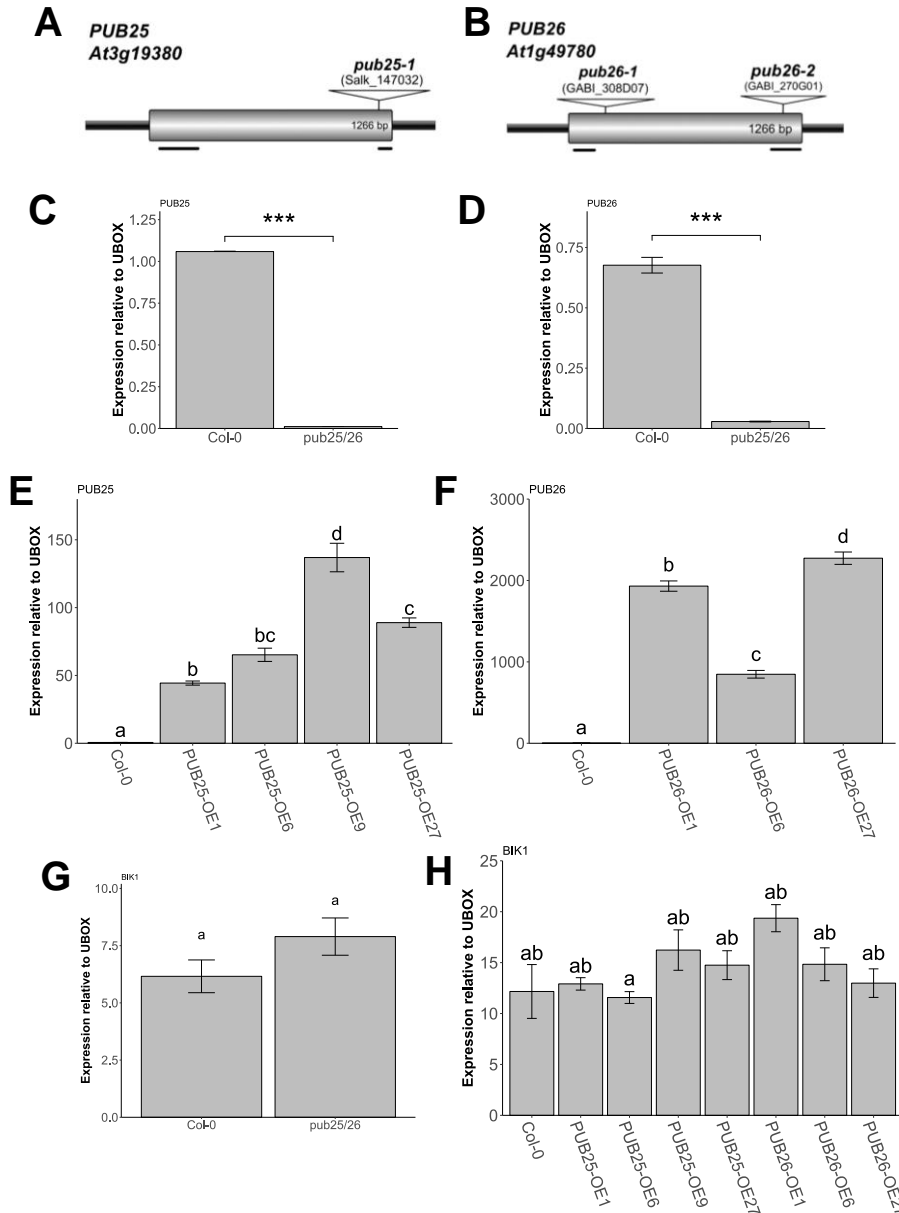 A
PUB25
At3g19380
pub25-1
(Salk_147032)
1266 bp
B
PUB26
At1g49780
pub26-1
(GABI_308D07)
pub26-2
(GABI_270G01)
1266 bp
C
PUB25
Expression relative to UBOX
1.25
1.00
0.75
0.50
0.25
0.00
***
Col-0
pub25/26
D
PUB26
Expression relative to UBOX
0.75
0.50
0.25
0.00
***
Col-0
pub25/26
E
PUB25
Expression relative to UBOX
150
100
50
0
a
b
bc
d
c
Col-0
PUB25-OE1
PUB25-OE6
PUB25-OE9
PUB25-OE27
F
PUB26
Expression relative to UBOX
3000
2000
1000
0
a
b
c
d
Col-0
PUB26-OE1
PUB26-OE6
PUB26-OE27
G
BIK1
Expression relative to UBOX
10.0
7.5
5.0
2.5
0.0
a
a
Col-0
pub25/26
H
BIK1
Expression relative to UBOX
25
20
15
10
5
0
ab
ab
a
ab
ab
ab
ab
ab
Col-0
PUB25-OE1
PUB25-OE6
PUB25-OE9
PUB25-OE27
PUB26-OE1
PUB26-OE6
PUB26-OE27